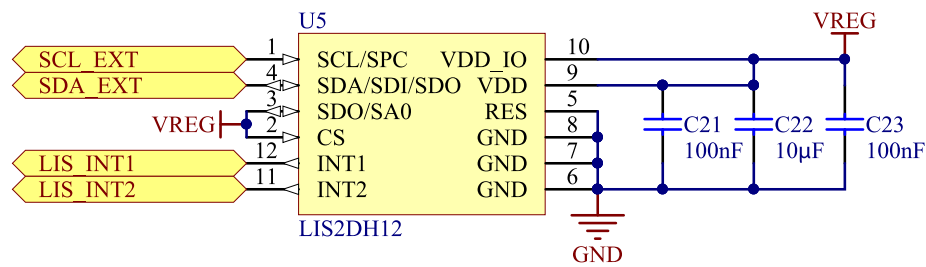 U5
VREG
SCL_EXT 1 SCL/SPC VDD_IO 10
SDA_EXT 4 SDA/SDI/SDO VDD 9
3 SDO/SA0 RES 5
VREG
2 CS GND 8
C21 C22 C23
100nF 10µF 100nF
LIS_INT1 12 INT1 GND 7
LIS_INT2 11 INT2 GND 6
LIS2DH12
GND